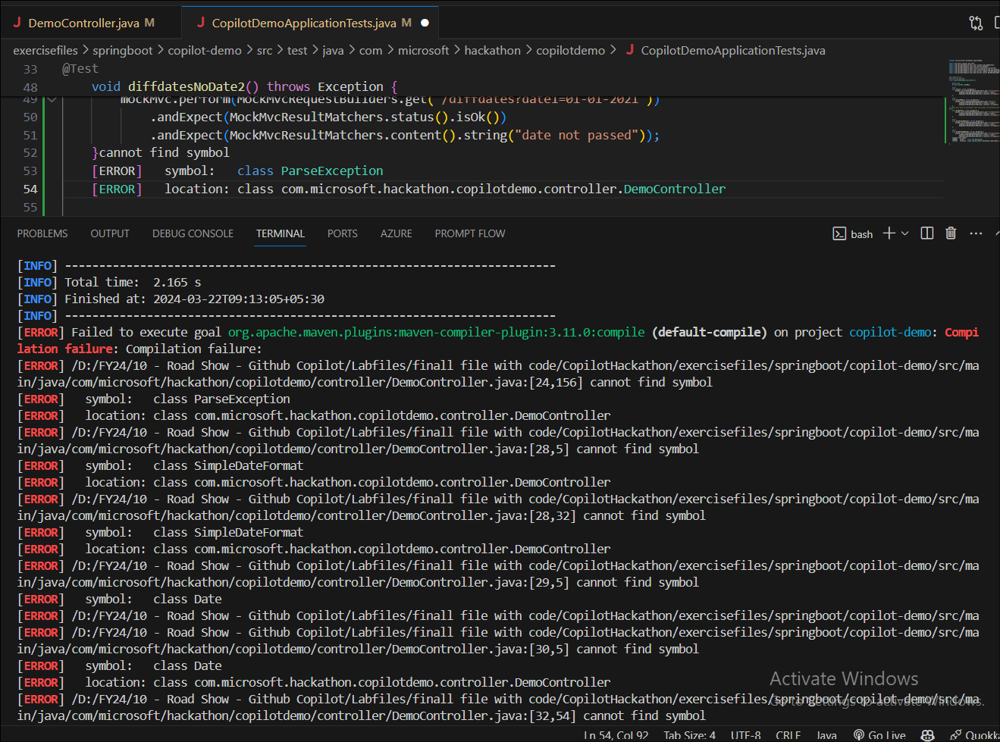 DemoController.java M
CopilotDemoApplicationTests.java M
exercisefiles > springboot > copilot-demo > src > test > java > com > microsoft > hackathon > copilotdemo > CopilotDemoApplicationTests.java
33 @Test
48 void diffdatesNoDate2() throws Exception {
49 mockMvc.perform(MockMvcRequestBuilders.get("/diffdates?date1=01-01-2021"))
50 .andExpect(MockMvcResultMatchers.status().isOk())
51 .andExpect(MockMvcResultMatchers.content().string("date not passed"));
52 }cannot find symbol
53 [ERROR] symbol: class ParseException
54 [ERROR] location: class com.microsoft.hackathon.copilotdemo.controller.DemoController
55
PROBLEMS OUTPUT DEBUG CONSOLE TERMINAL PORTS AZURE PROMPT FLOW bash
[INFO] ------------------------------------------------------------------------
[INFO] Total time:  2.165 s
[INFO] Finished at: 2024-03-22T09:13:05+05:30
[INFO] ------------------------------------------------------------------------
[ERROR] Failed to execute goal org.apache.maven.plugins:maven-compiler-plugin:3.11.0:compile (default-compile) on project copilot-demo: Compi
lation failure: Compilation failure:
[ERROR] /D:/FY24/10 - Road Show - Github Copilot/Labfiles/finall file with code/CopilotHackathon/exercisefiles/springboot/copilot-demo/src/ma
in/java/com/microsoft/hackathon/copilotdemo/controller/DemoController.java:[24,156] cannot find symbol
[ERROR]   symbol:   class ParseException
[ERROR]   location: class com.microsoft.hackathon.copilotdemo.controller.DemoController
[ERROR] /D:/FY24/10 - Road Show - Github Copilot/Labfiles/finall file with code/CopilotHackathon/exercisefiles/springboot/copilot-demo/src/ma
in/java/com/microsoft/hackathon/copilotdemo/controller/DemoController.java:[28,5] cannot find symbol
[ERROR]   symbol:   class SimpleDateFormat
[ERROR]   location: class com.microsoft.hackathon.copilotdemo.controller.DemoController
[ERROR] /D:/FY24/10 - Road Show - Github Copilot/Labfiles/finall file with code/CopilotHackathon/exercisefiles/springboot/copilot-demo/src/ma
in/java/com/microsoft/hackathon/copilotdemo/controller/DemoController.java:[28,32] cannot find symbol
[ERROR]   symbol:   class SimpleDateFormat
[ERROR]   location: class com.microsoft.hackathon.copilotdemo.controller.DemoController
[ERROR] /D:/FY24/10 - Road Show - Github Copilot/Labfiles/finall file with code/CopilotHackathon/exercisefiles/springboot/copilot-demo/src/ma
in/java/com/microsoft/hackathon/copilotdemo/controller/DemoController.java:[29,5] cannot find symbol
[ERROR]   symbol:   class Date
[ERROR] /D:/FY24/10 - Road Show - Github Copilot/Labfiles/finall file with code/CopilotHackathon/exercisefiles/springboot/copilot-demo/src/ma
[ERROR] /D:/FY24/10 - Road Show - Github Copilot/Labfiles/finall file with code/CopilotHackathon/exercisefiles/springboot/copilot-demo/src/ma
in/java/com/microsoft/hackathon/copilotdemo/controller/DemoController.java:[30,5] cannot find symbol
[ERROR]   symbol:   class Date
[ERROR]   location: class com.microsoft.hackathon.copilotdemo.controller.DemoController
[ERROR] /D:/FY24/10 - Road Show - Github Copilot/Labfiles/finall file with code/CopilotHackathon/exercisefiles/springboot/copilot-demo/src/ma
in/java/com/microsoft/hackathon/copilotdemo/controller/DemoController.java:[32,54] cannot find symbol
Activate Windows
Go to Settings to activate Windows.
Ln 54, Col 92 Tab Size: 4 UTF-8 CRLF Java Go Live Quokka